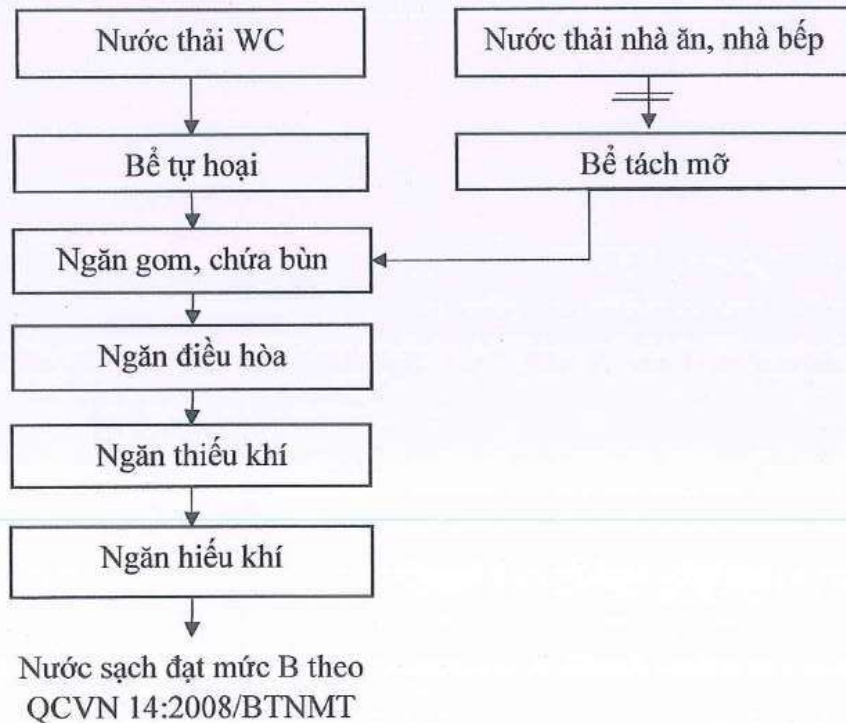 Nước thải WC
Nước thải nhà ăn, nhà bếp
Bể tự hoại
Bể tách mỡ
Ngăn gom, chứa bùn
Ngăn điều hòa
Ngăn thiếu khí
Ngăn hiếu khí
Nước sạch đạt mức B theo
QCVN 14:2008/BTNMT